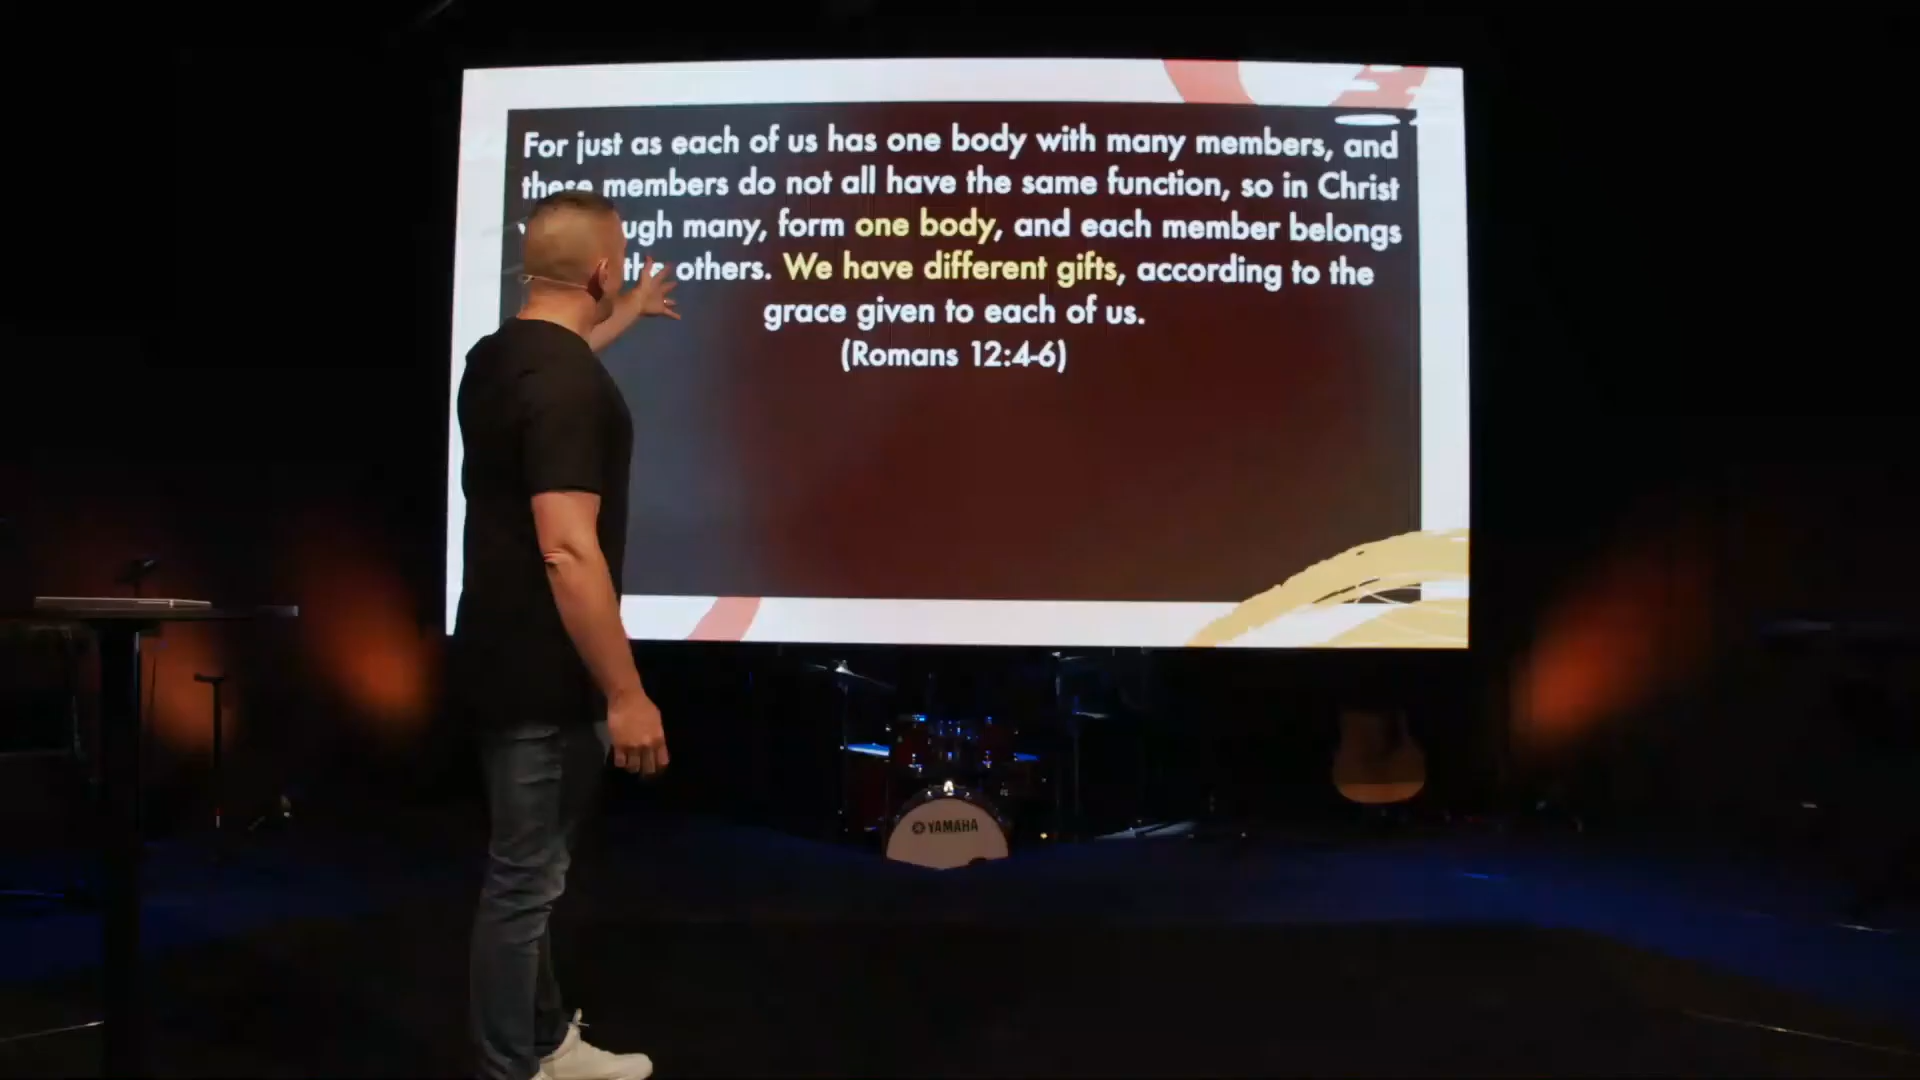 For just as each of us has one body with many members, and
these members do not all have the same function, so in Christ
many, form one body, and each member belongs
the others. We have different gifts, according to the
grace given to each of us.
(Romans 12:4-6)
YAMAHA